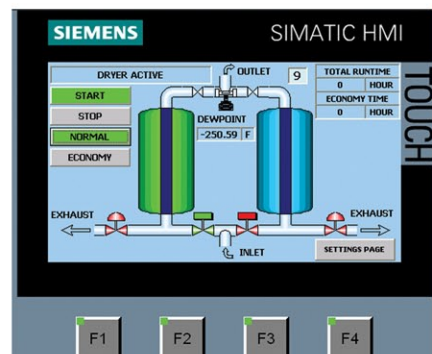 SIEMENS
SIMATIC HMI
TOUCH
DRYER ACTIVE
OUTLET
9
TOTAL RUNTIME
0 HOUR
ECONOMY TIME
0 HOUR
START
STOP
NORMAL
ECONOMY
DEWPOINT
-250.59 F
EXHAUST
EXHAUST
INLET
SETTINGS PAGE
F1
F2
F3
F4